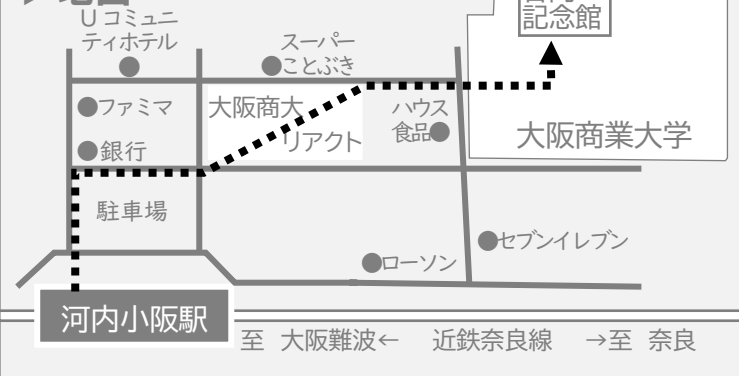 地図
Uコミュニ
ティホテル
記念館
スーパー
ことぶき
ファミマ
大阪商大
リアクト
ハウス
食品
銀行
大阪商業大学
駐車場
セブンイレブン
ローソン
河内小阪駅
至 大阪難波← 近鉄奈良線 →至 奈良